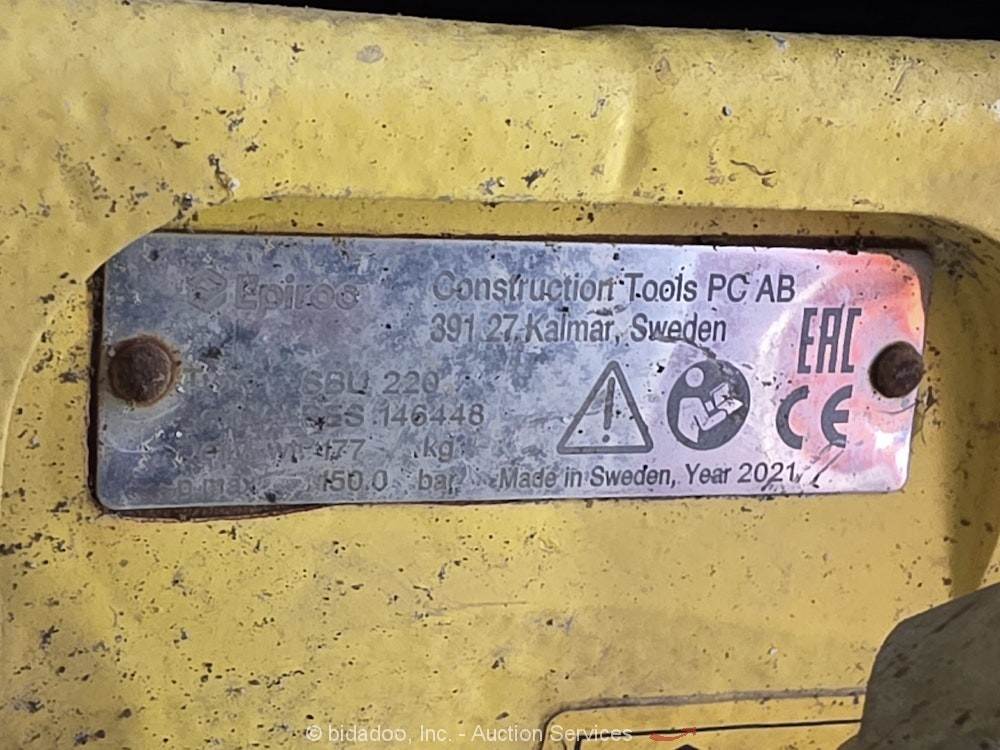 Epiroc
Construction Tools PC AB
391 27 Kalmar, Sweden
EAC
SBU 220
146448
kg
CE
p max 150.0 bar
Made in Sweden, Year 2021
© bidadoo, Inc. - Auction Services